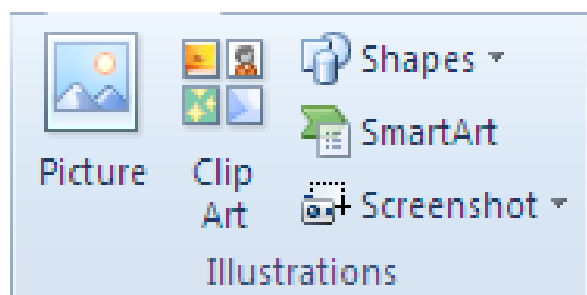 Picture
Clip
Art
Shapes
SmartArt
Screenshot
Illustrations